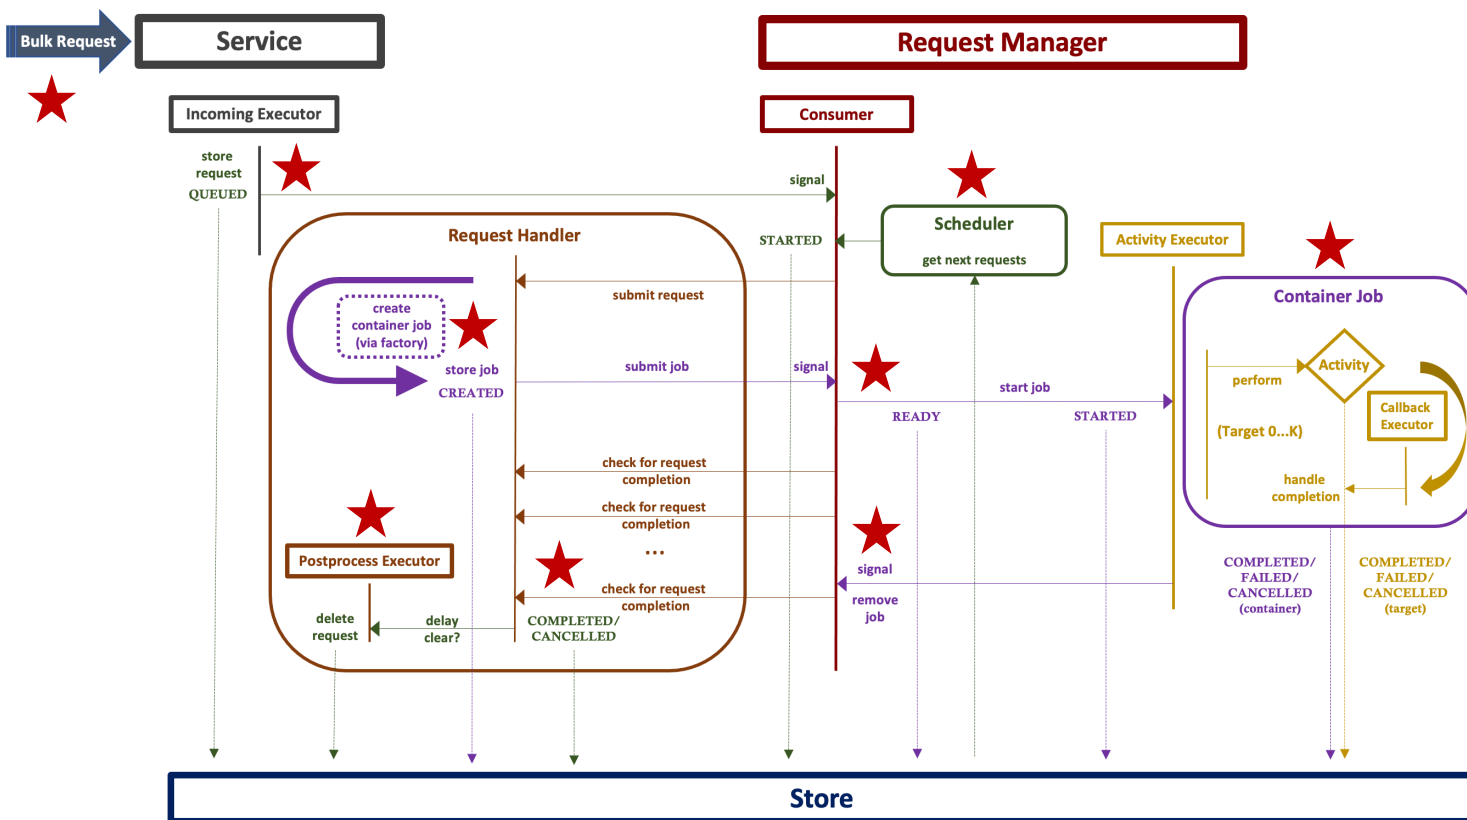 Bulk Request
Service
Request Manager
Incoming Executor
Consumer
store
request
QUEUED
signal
Request Handler
STARTED
Scheduler
get next requests
Activity Executor
submit request
Container Job
create
container job
(via factory)
store job
CREATED
submit job
signal
start job
READY
STARTED
perform
Activity
(Target 0...K)
Callback
Executor
handle
completion
check for request
completion
check for request
completion
...
Postprocess Executor
check for request
completion
signal
remove
job
delete
request
delay
clear?
COMPLETED/
CANCELLED
COMPLETED/
FAILED/
CANCELLED
(container)
COMPLETED/
FAILED/
CANCELLED
(target)
Store